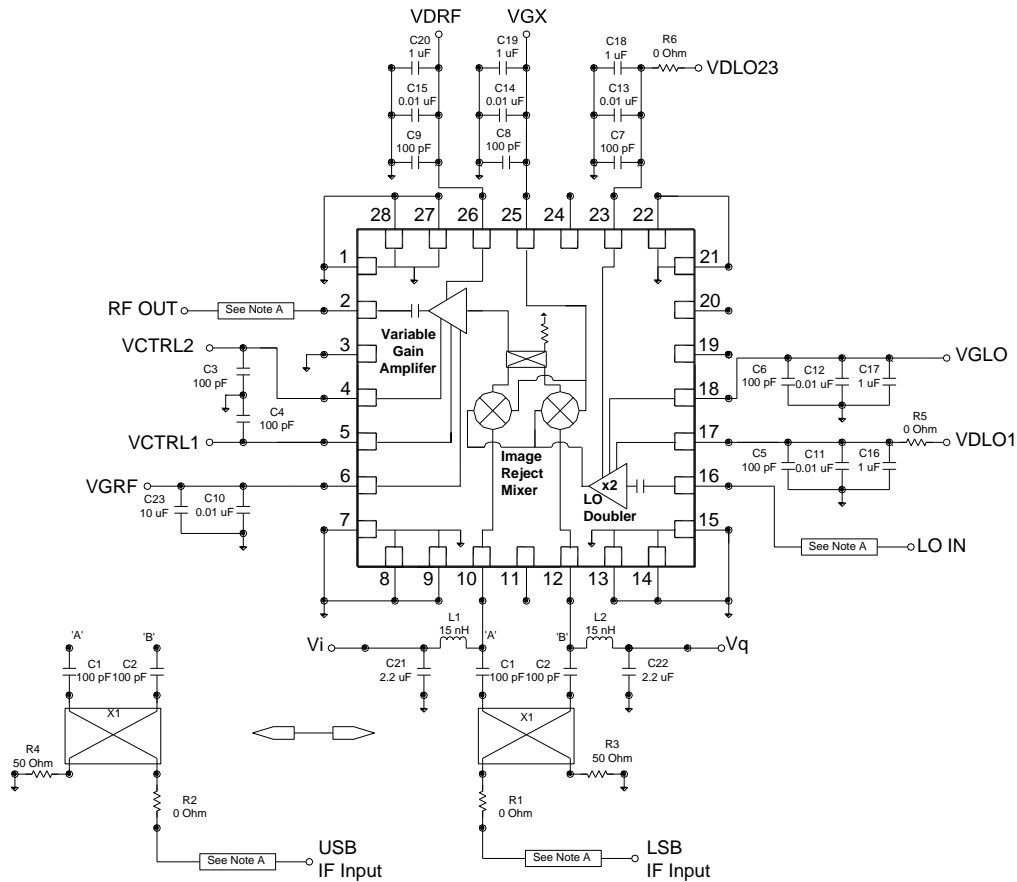 VDRF
VGX
C20
1 uF
C19
1 uF
C18
1 uF
R6
0 Ohm
VDLO23
C15
0.01 uF
C14
0.01 uF
C13
0.01 uF
C9
100 pF
C8
100 pF
C7
100 pF
28
27
26
25
24
23
22
1
21
RF OUT
See Note A
2
20
Variable
Gain
Amplifer
VCTRL2
3
19
C3
100 pF
4
18
VGLO
C6
100 pF
C12
0.01 uF
C17
1 uF
C4
100 pF
VCTRL1
5
17
R5
0 Ohm
VDLO1
Image
Reject
Mixer
C5
100 pF
C11
0.01 uF
C16
1 uF
VGRF
6
x2
LO
Doubler
16
C23
10 uF
C10
0.01 uF
7
15
See Note A
LO IN
8
9
10
11
12
13
14
Vi
L1
15 nH
'A'
'B'
L2
15 nH
Vq
C21
2.2 uF
C1
100 pF
C2
100 pF
C22
2.2 uF
'A'
'B'
C1
100 pF
C2
100 pF
X1
X1
R4
50 Ohm
R3
50 Ohm
R2
0 Ohm
R1
0 Ohm
See Note A
USB
IF Input
See Note A
LSB
IF Input